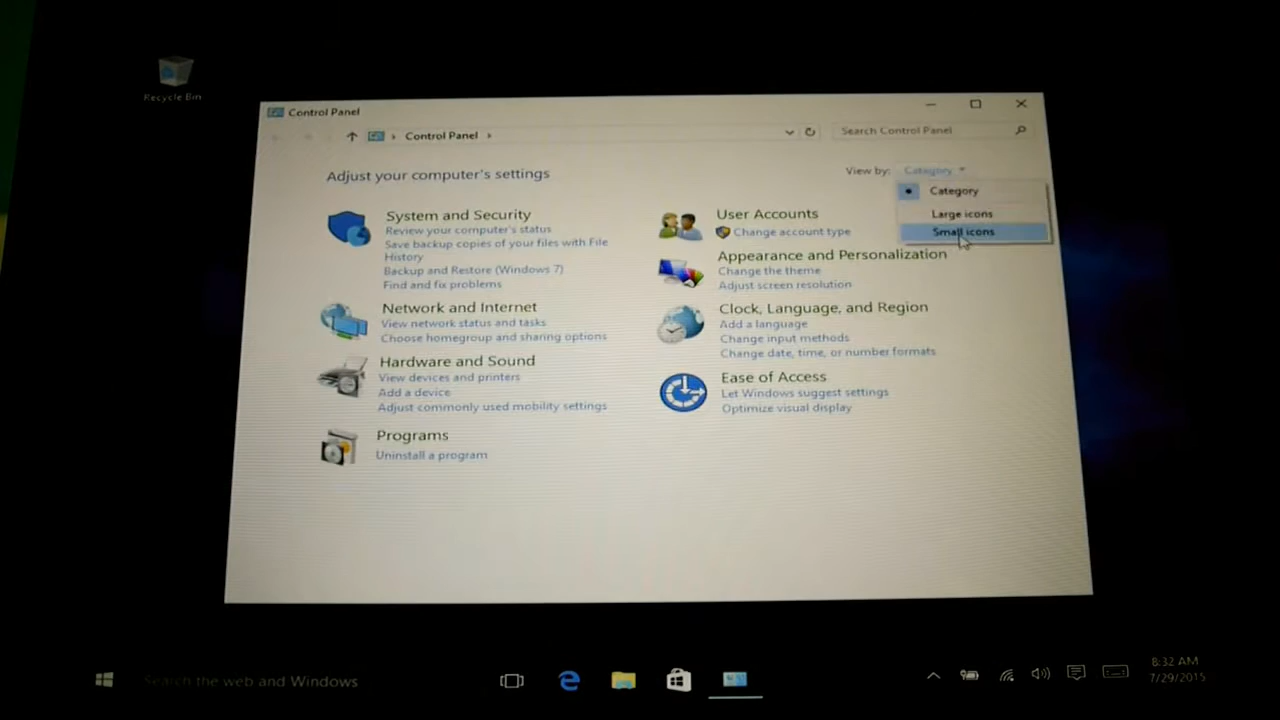 Recycle Bin
Control Panel
Control Panel
Search Control Panel
Adjust your computer's settings
View by: Category
Category
Large icons
Small icons
System and Security
Review your computer's status
Save backup copies of your files with File
History
Backup and Restore (Windows 7)
Find and fix problems
Network and Internet
View network status and tasks
Choose homegroup and sharing options
Hardware and Sound
View devices and printers
Add a device
Adjust commonly used mobility settings
Programs
Uninstall a program
User Accounts
Change account type
Appearance and Personalization
Change the theme
Adjust screen resolution
Clock, Language, and Region
Add a language
Change input methods
Change date, time, or number formats
Ease of Access
Let Windows suggest settings
Optimize visual display
Search the web and Windows
8:32 AM
7/29/2015